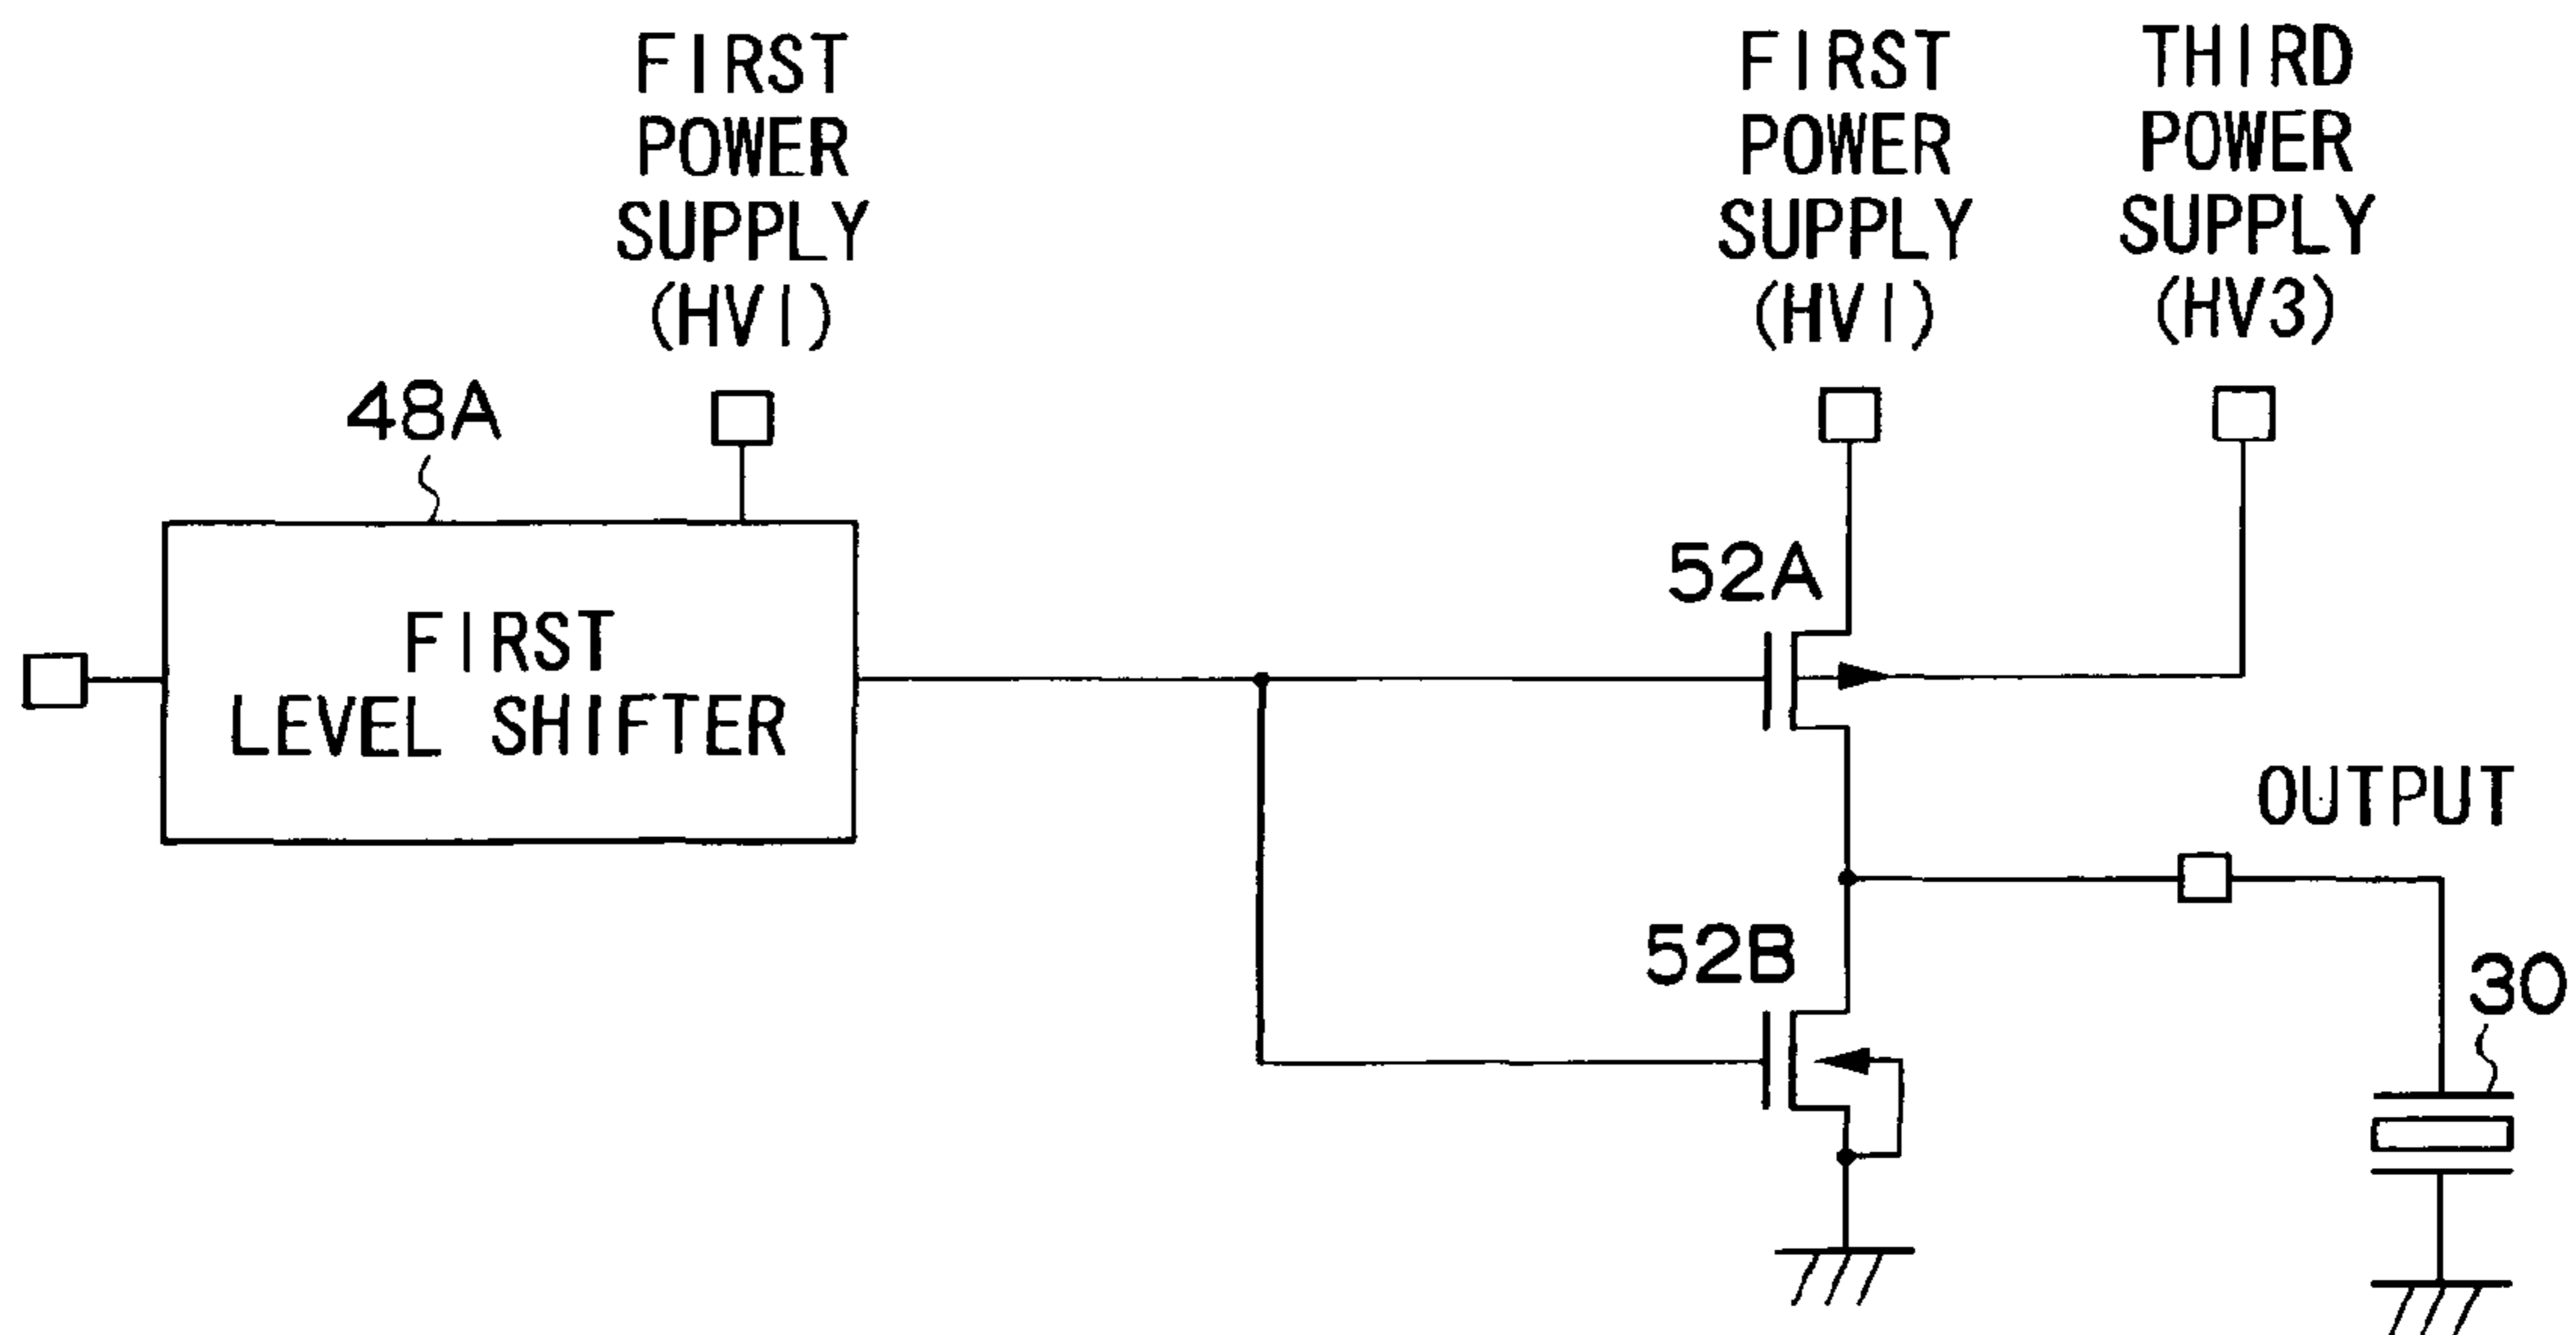 FIRST
POWER
SUPPLY
(HV1)
FIRST
POWER
SUPPLY
(HV1)
THIRD
POWER
SUPPLY
(HV3)
48A
FIRST
LEVEL SHIFTER
52A
OUTPUT
52B
30